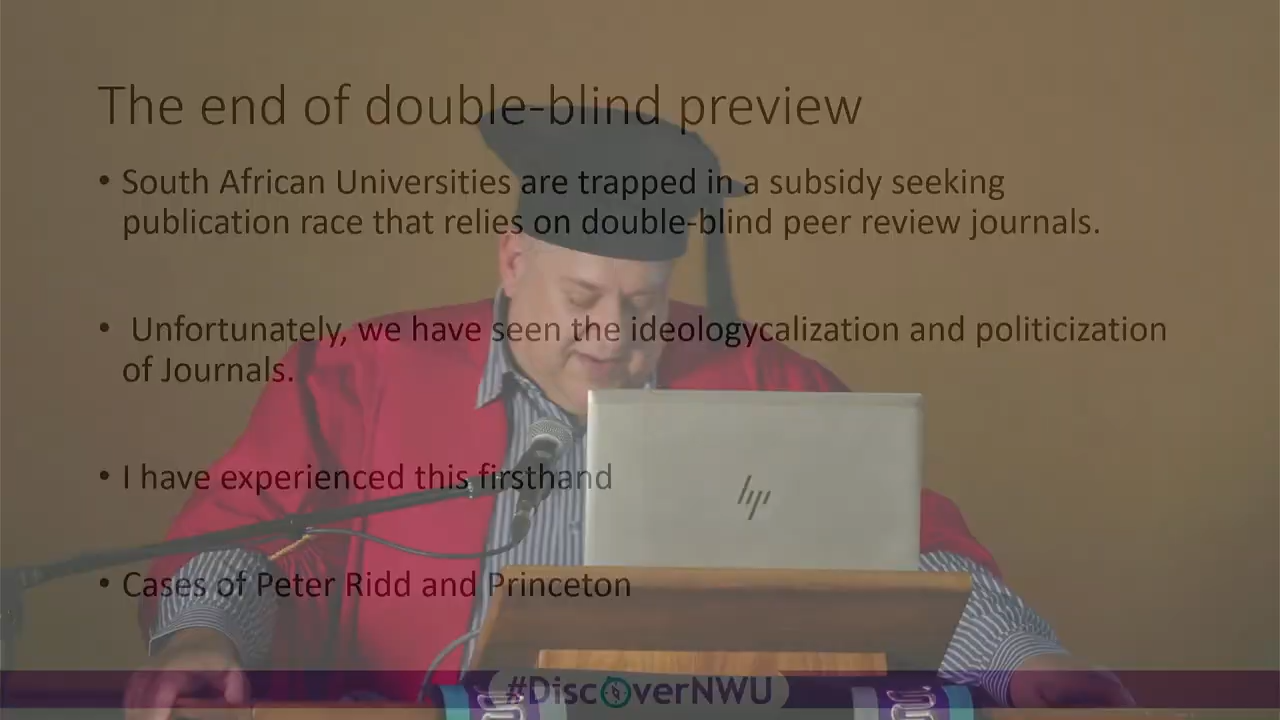 The end of double-blind preview
• South African Universities are trapped in a subsidy seeking
publication race that relies on double-blind peer review journals.
• Unfortunately, we have seen the ideologycalization and politicization
of Journals.
• I have experienced this firsthand
• Cases of Peter Ridd and Princeton
hp
#DiscoverNWU